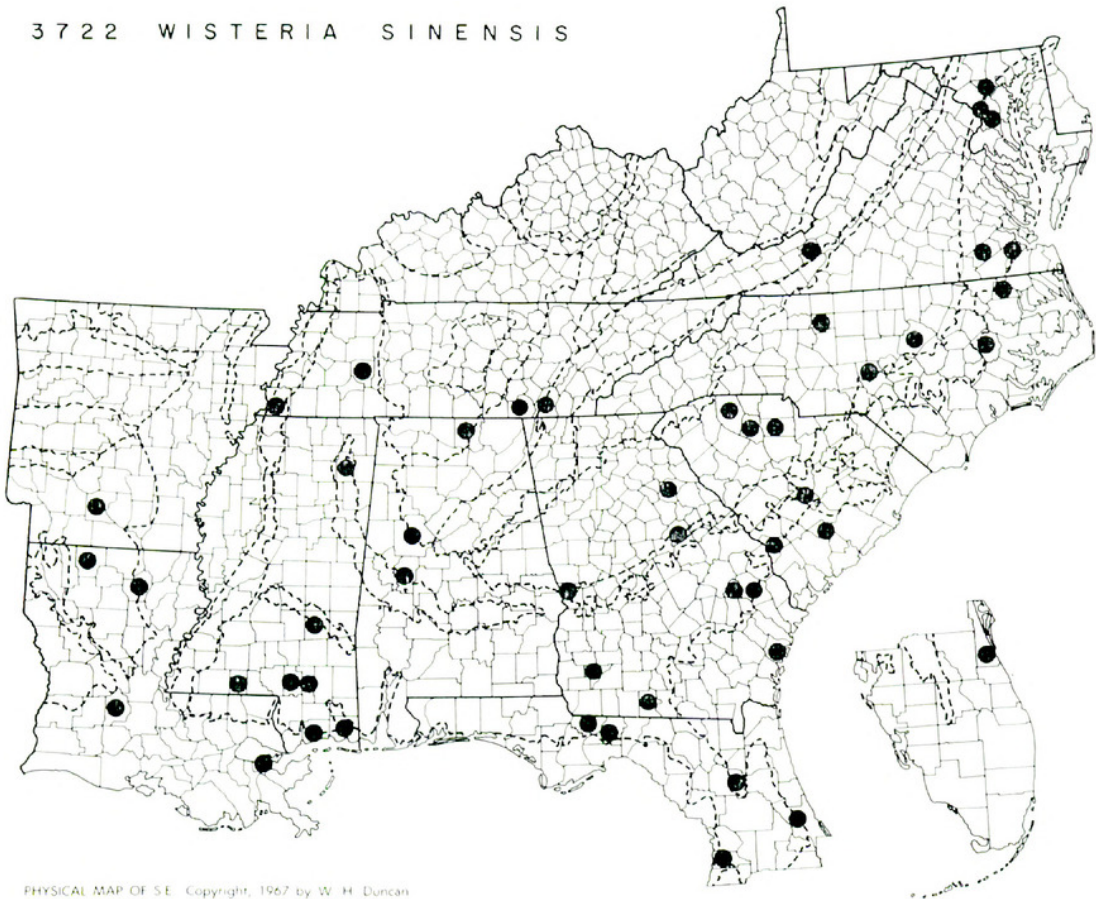 3722 WISTERIA SINENSIS
PHYSICAL MAP OF S.E. Copyright, 1967 by W. H. Duncan